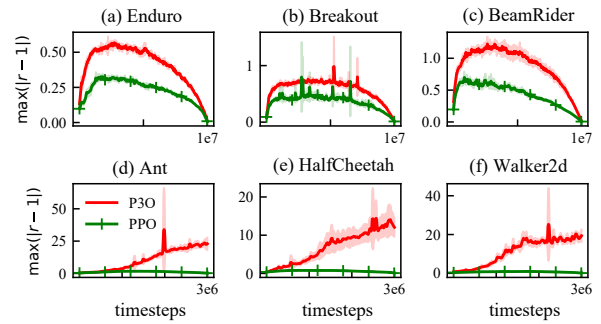 (a) Enduro
(b) Breakout
(c) BeamRider
max(|r − 1|)
0.50
0.25
0.00
1e7
2
1
0
1e7
1.0
0.5
0.0
1e7
(d) Ant
(e) HalfCheetah
(f) Walker2d
max(|r − 1|)
50
25
0
P3O
PPO
3e6
timesteps
20
10
0
3e6
timesteps
40
20
0
3e6
timesteps